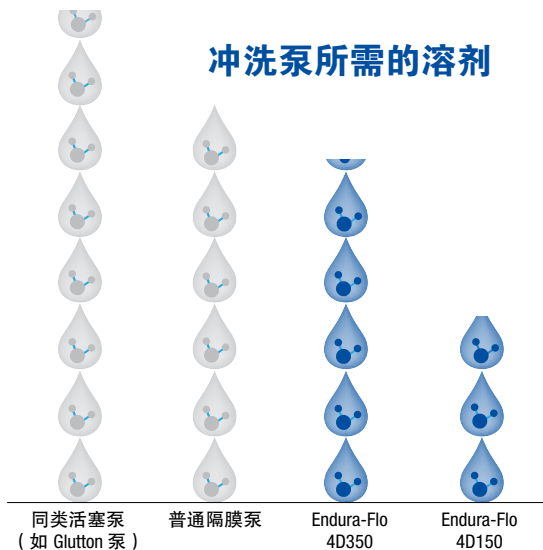 冲洗泵所需的溶剂
同类活塞泵
（如 Glutton 泵）
普通隔膜泵
Endura-Flo
4D350
Endura-Flo
4D150